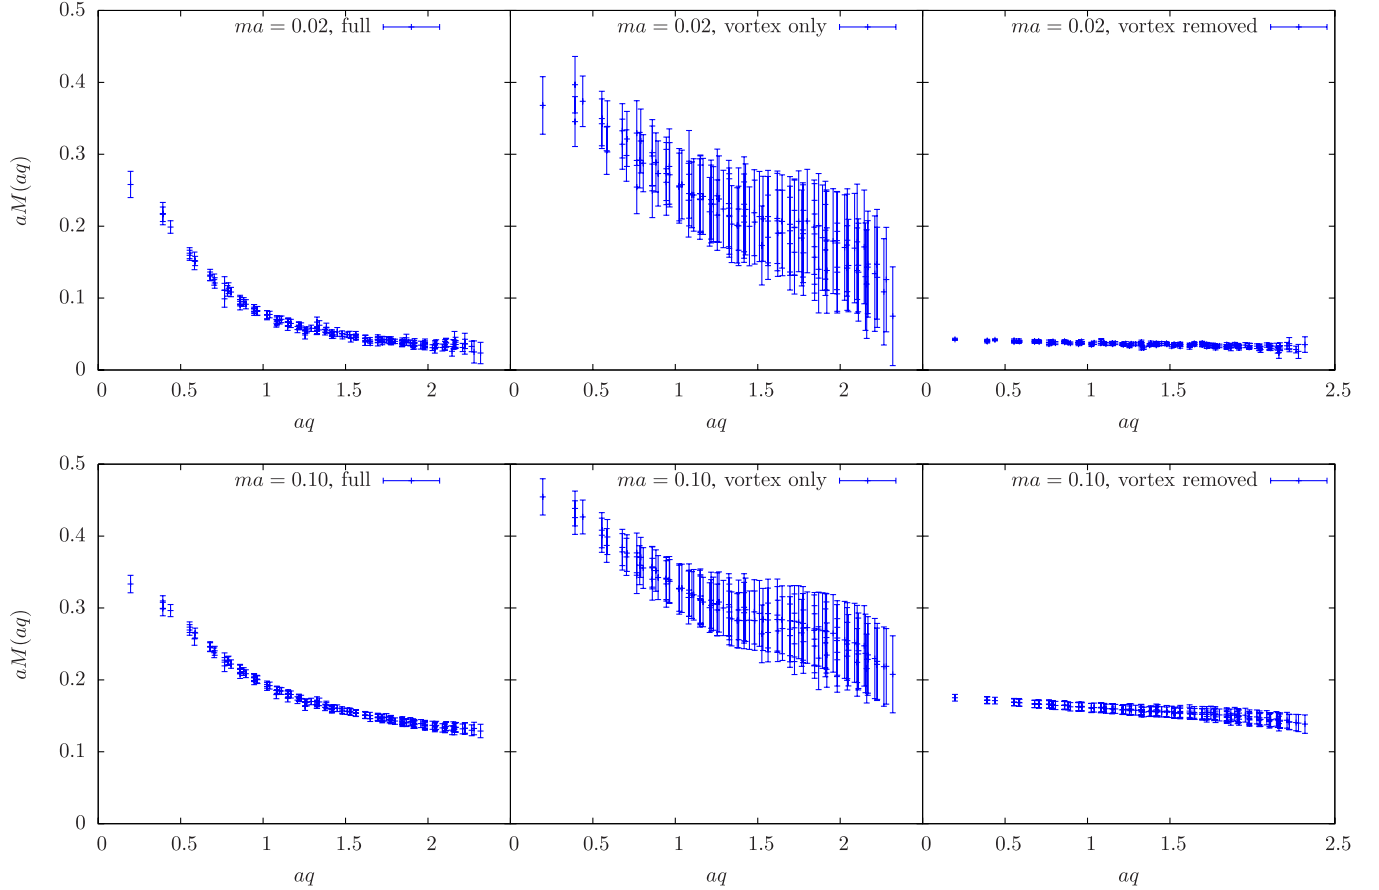 0.5
0.4
0.3
0.2
0.1
0
aM(aq)
ma = 0.02, full
ma = 0.02, vortex only
ma = 0.02, vortex removed
0 0.5 1 1.5 2
0 0.5 1 1.5 2
0 0.5 1 1.5 2 2.5
aq aq aq
0.5
0.4
0.3
0.2
0.1
0
aM(aq)
ma = 0.10, full
ma = 0.10, vortex only
ma = 0.10, vortex removed
0 0.5 1 1.5 2
0 0.5 1 1.5 2
0 0.5 1 1.5 2 2.5
aq aq aq